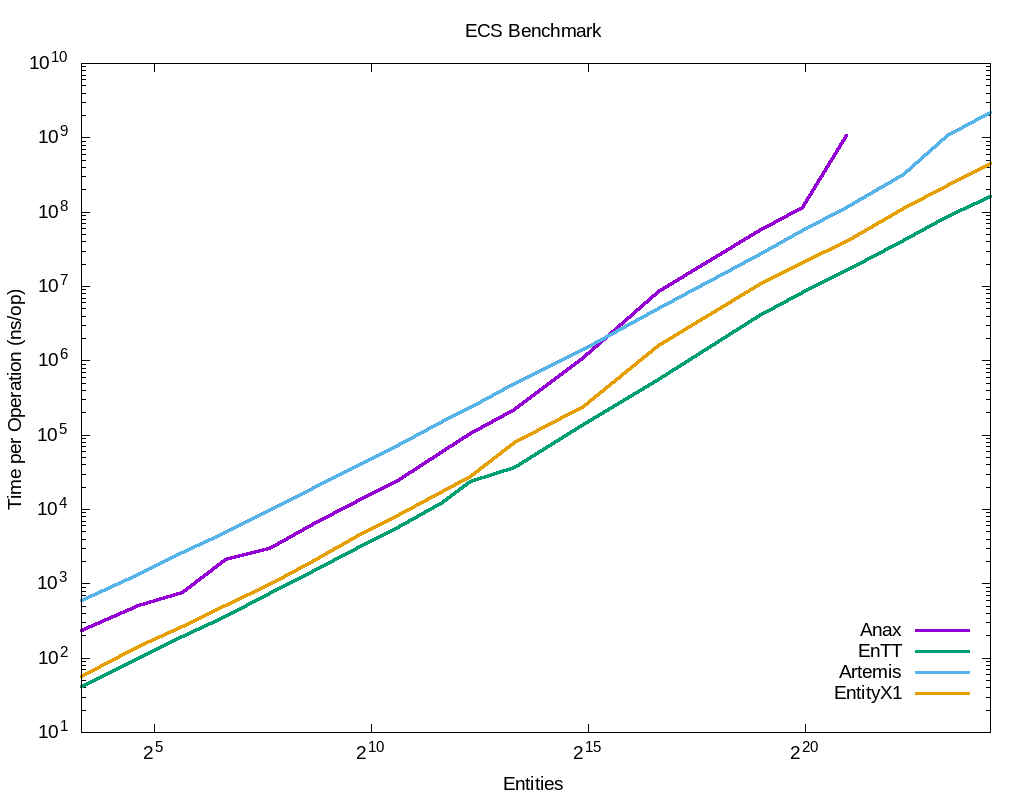 ECS Benchmark
Time per Operation (ns/op)
10^10
10^9
10^8
10^7
10^6
10^5
10^4
10^3
10^2
10^1
2^5
2^10
2^15
2^20
Entities
Anax
EnTT
Artemis
EntityX1